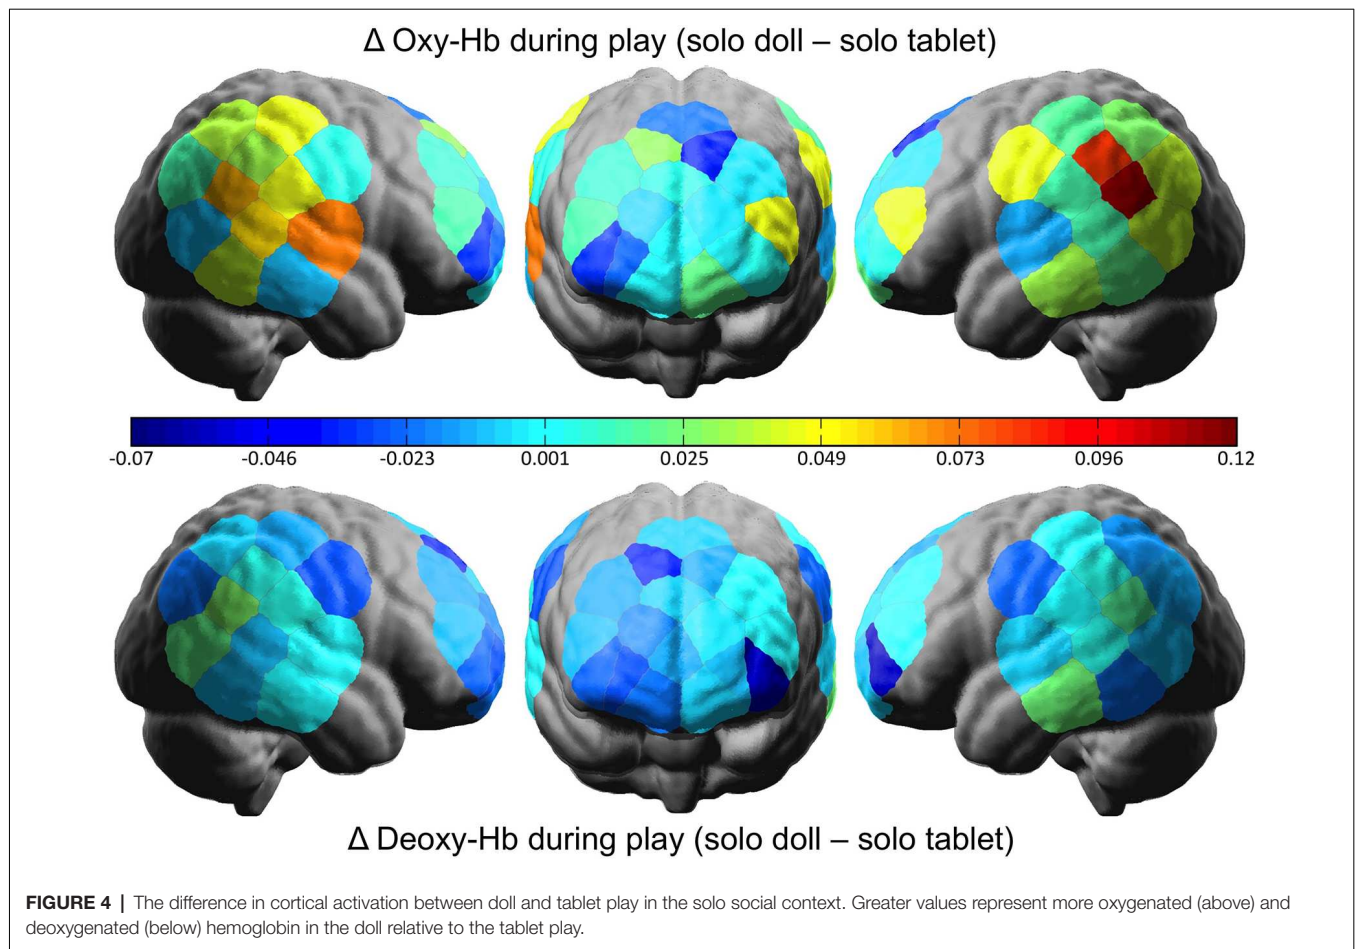 Δ Oxy-Hb during play (solo doll – solo tablet)
-0.07 -0.046 -0.023 0.001 0.025 0.049 0.073 0.096 0.12
Δ Deoxy-Hb during play (solo doll – solo tablet)
FIGURE 4 | The difference in cortical activation between doll and tablet play in the solo social context. Greater values represent more oxygenated (above) and
deoxygenated (below) hemoglobin in the doll relative to the tablet play.